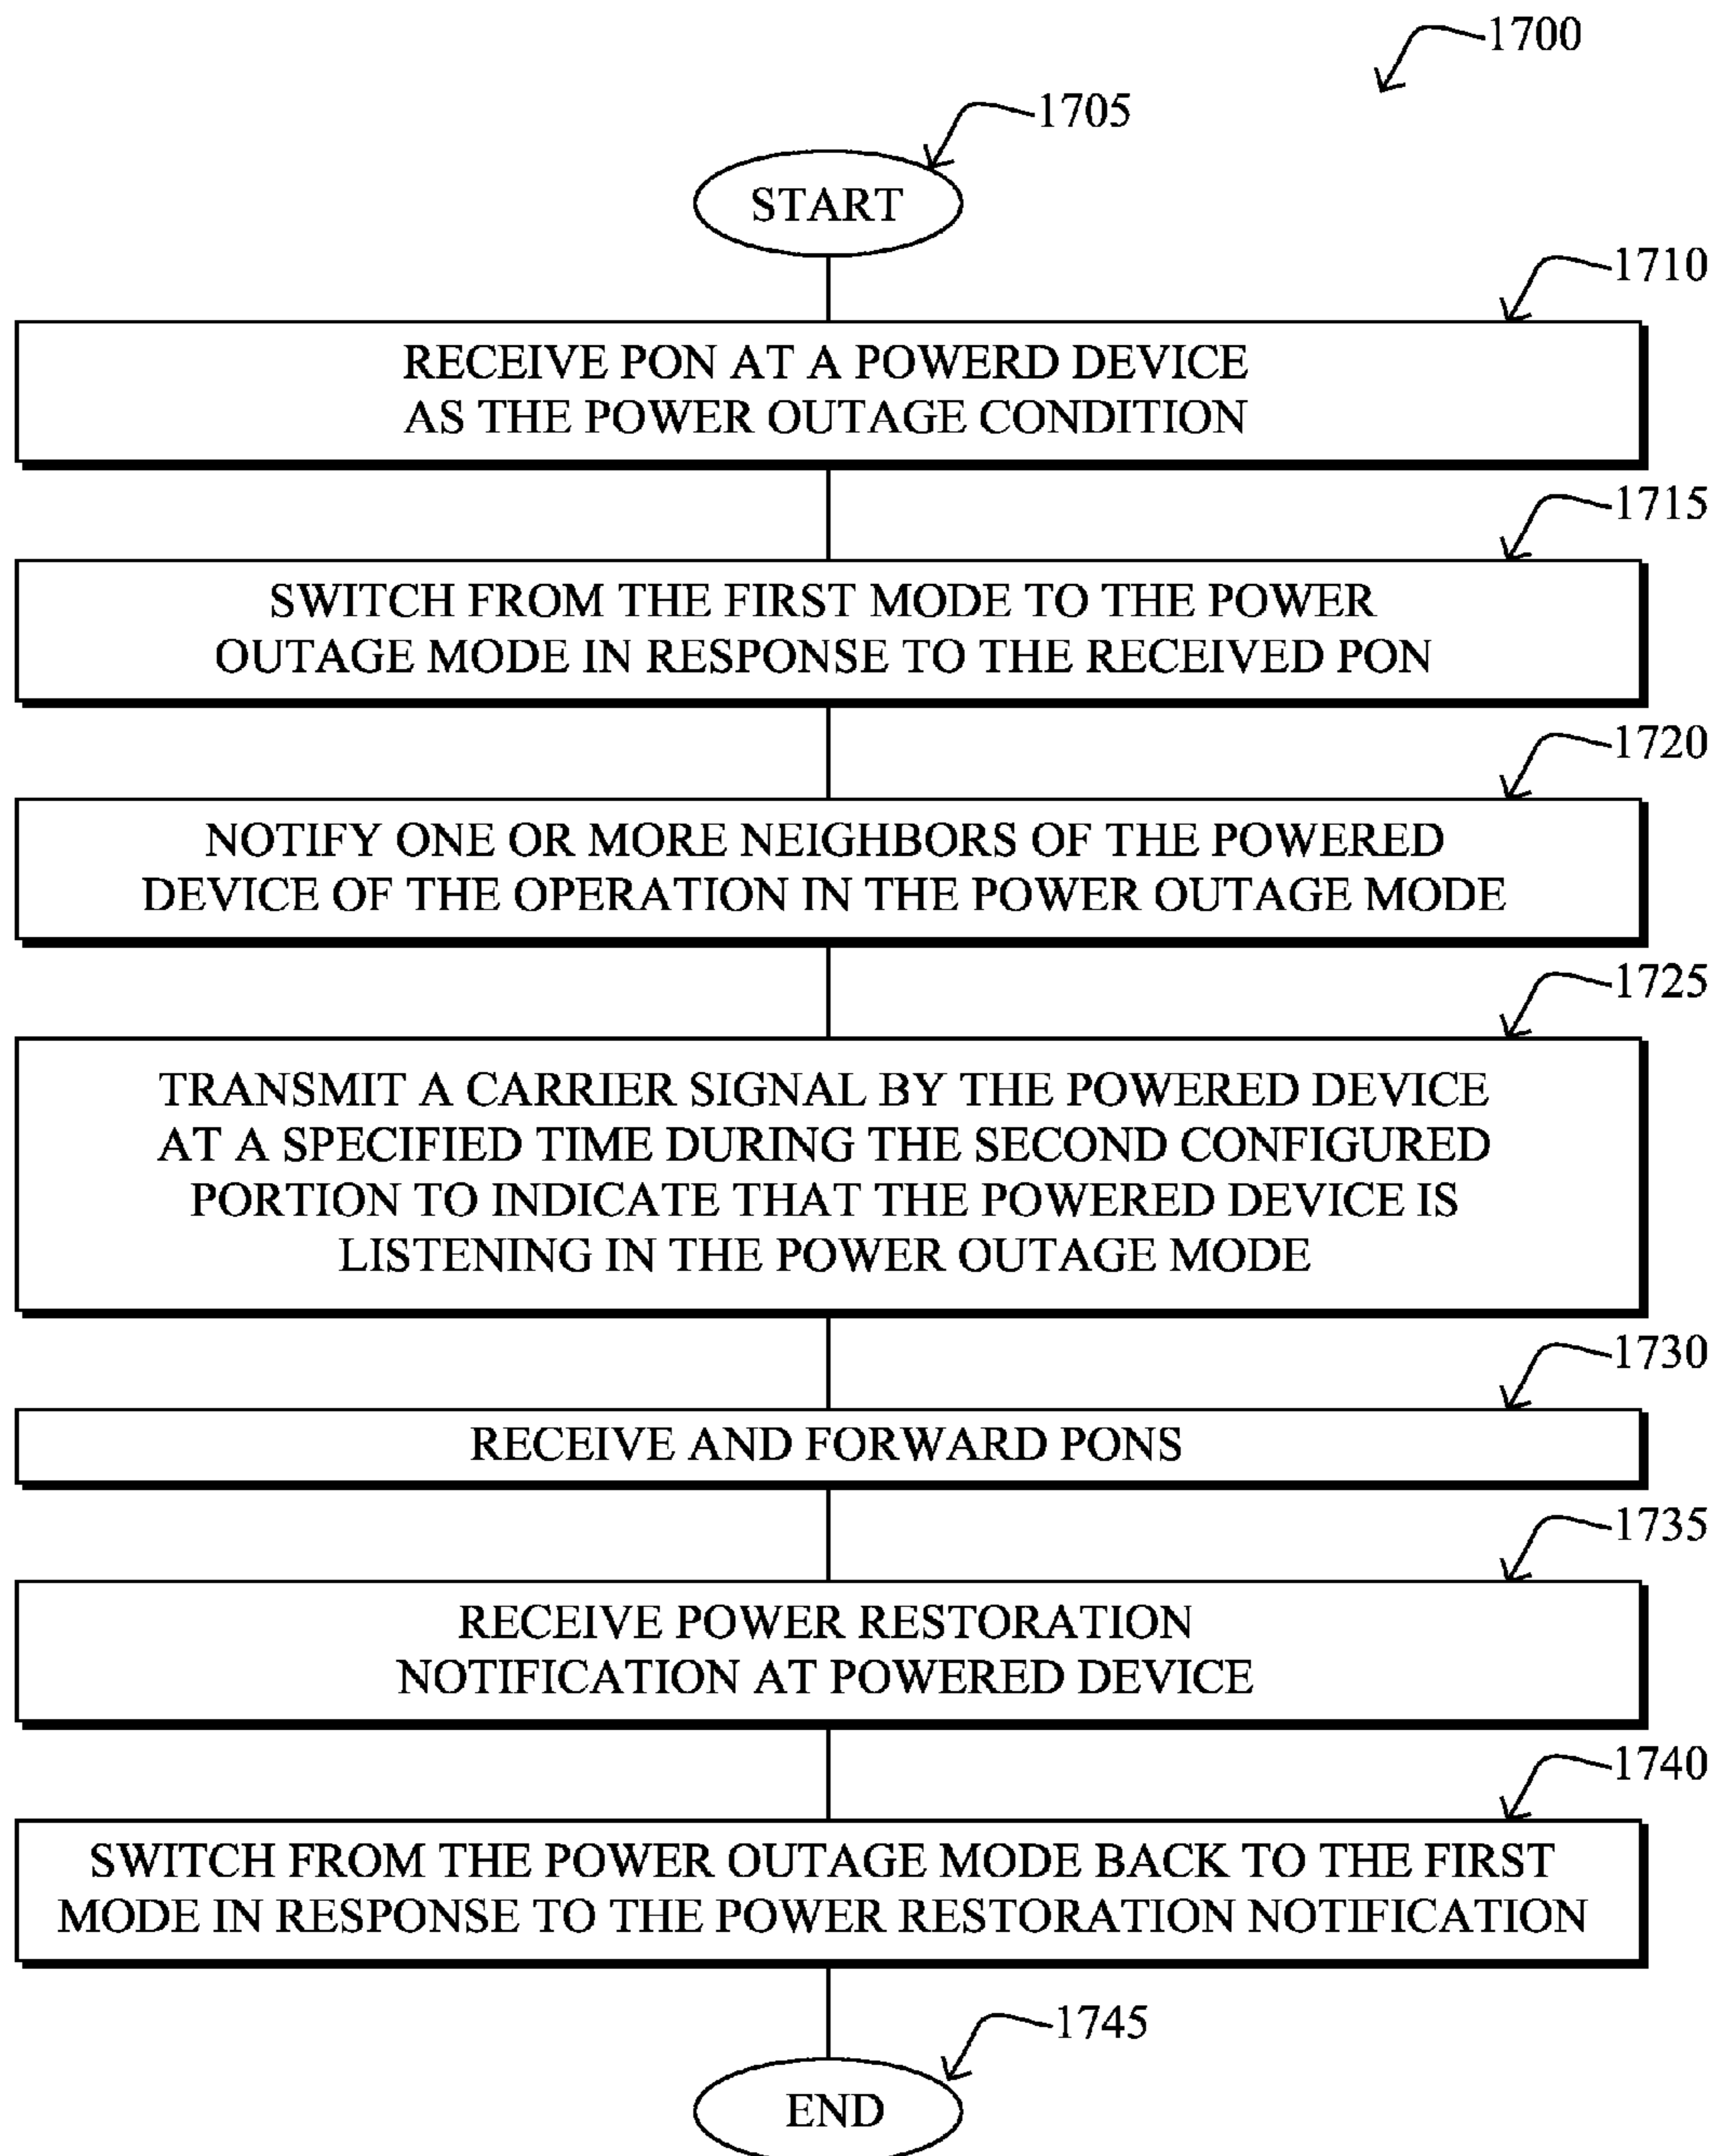 1700
1705
START
1710
RECEIVE PON AT A POWERD DEVICE
AS THE POWER OUTAGE CONDITION
1715
SWITCH FROM THE FIRST MODE TO THE POWER
OUTAGE MODE IN RESPONSE TO THE RECEIVED PON
1720
NOTIFY ONE OR MORE NEIGHBORS OF THE POWERED
DEVICE OF THE OPERATION IN THE POWER OUTAGE MODE
1725
TRANSMIT A CARRIER SIGNAL BY THE POWERED DEVICE
AT A SPECIFIED TIME DURING THE SECOND CONFIGURED
PORTION TO INDICATE THAT THE POWERED DEVICE IS
LISTENING IN THE POWER OUTAGE MODE
1730
RECEIVE AND FORWARD PONS
1735
RECEIVE POWER RESTORATION
NOTIFICATION AT POWERED DEVICE
1740
SWITCH FROM THE POWER OUTAGE MODE BACK TO THE FIRST
MODE IN RESPONSE TO THE POWER RESTORATION NOTIFICATION
1745
END